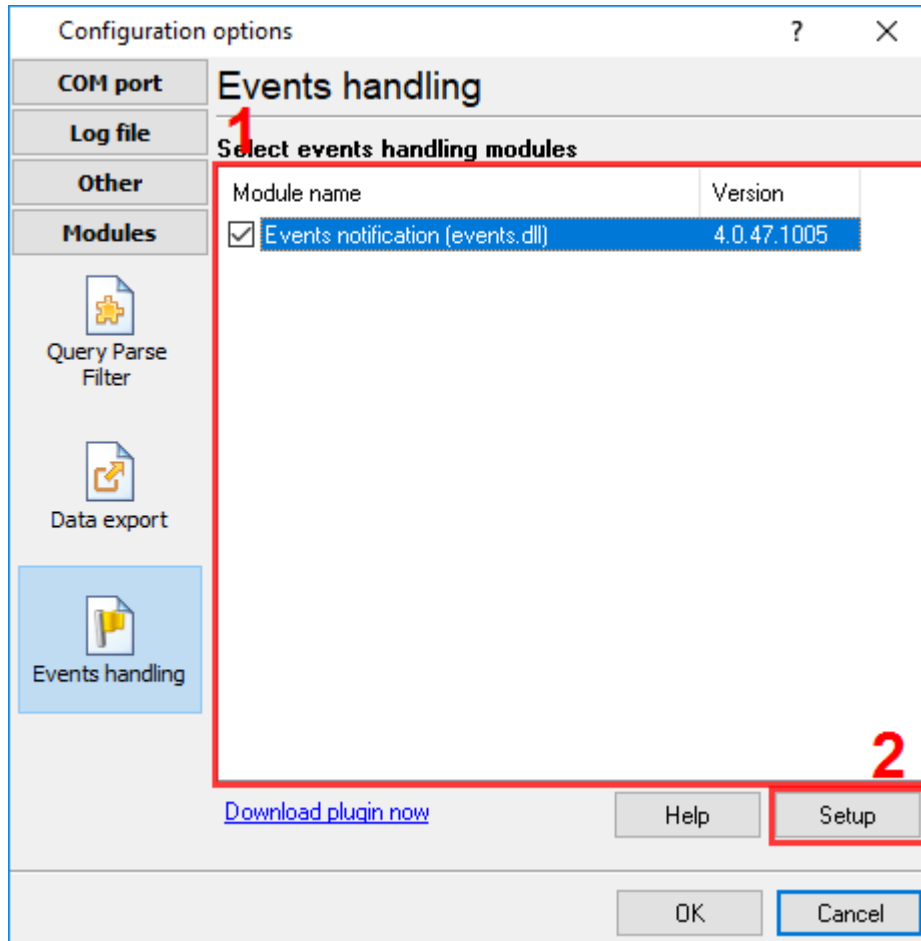 Configuration options
?
COM port
Log file
Other
Modules
Query Parse
Filter
Data export
Events handling
Events handling
1
Select events handling modules
Module name Version
Events notification (events.dll) 4.0.47.1005
2
Download plugin now
Help
Setup
OK
Cancel